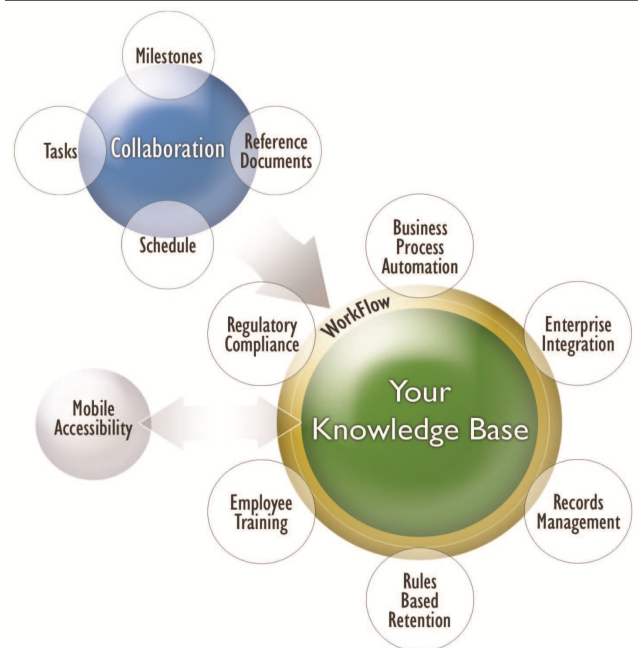 Milestones
Tasks
Collaboration
Reference
Documents
Schedule
Business
Process
Automation
WorkFlow
Regulatory
Compliance
Enterprise
Integration
Your
Knowledge Base
Mobile
Accessibility
Employee
Training
Records
Management
Rules
Based
Retention